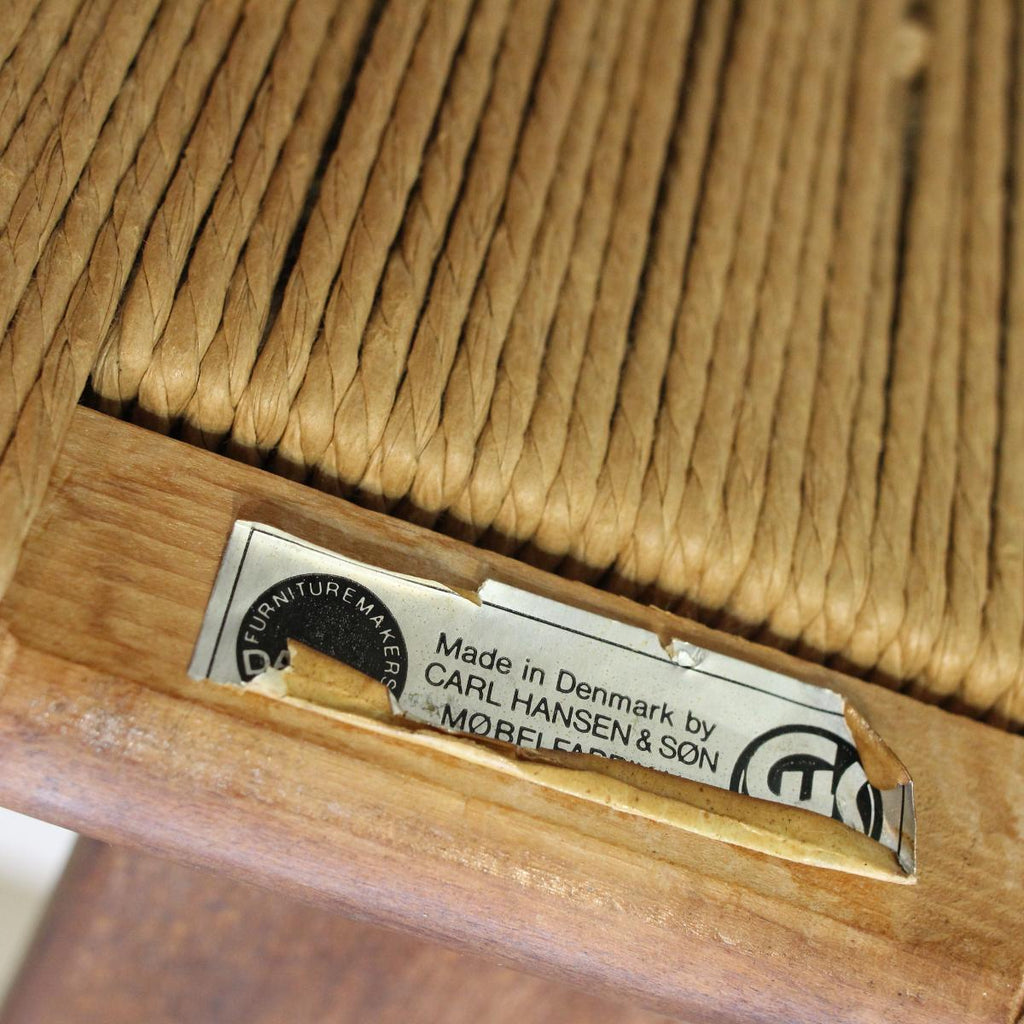 FURNITUREMAKERS
Made in Denmark by
CARL HANSEN & SØN